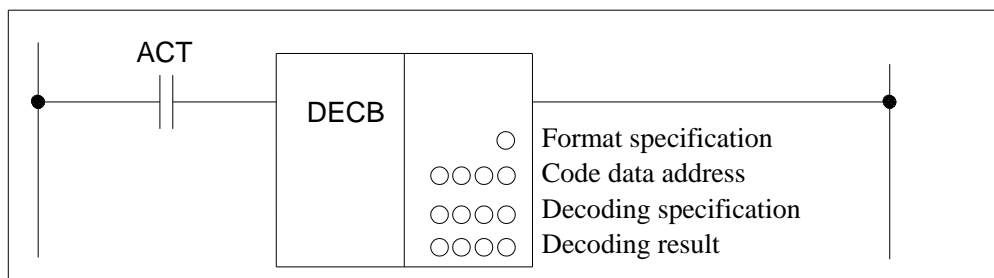 ACT
DECB
Format specification
Code data address
Decoding specification
Decoding result